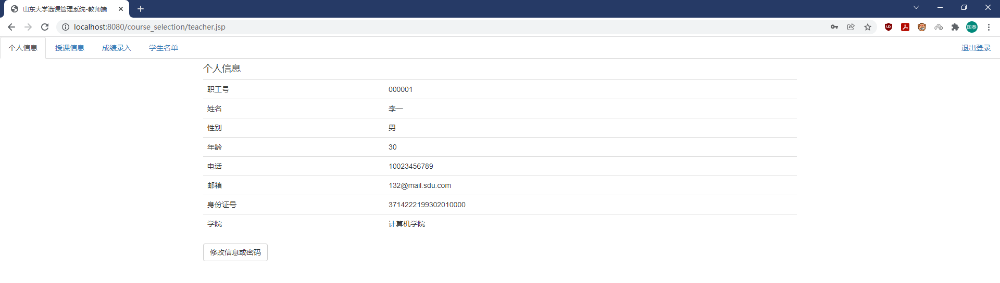 山东大学选课管理系统-教师端
localhost:8080/course_selection/teacher.jsp
国泰
个人信息 授课信息 成绩录入 学生名单 退出登录
个人信息
职工号 000001
姓名 李一
性别 男
年龄 30
电话 10023456789
邮箱 132@mail.sdu.com
身份证号 3714222199302010000
学院 计算机学院
修改信息或密码